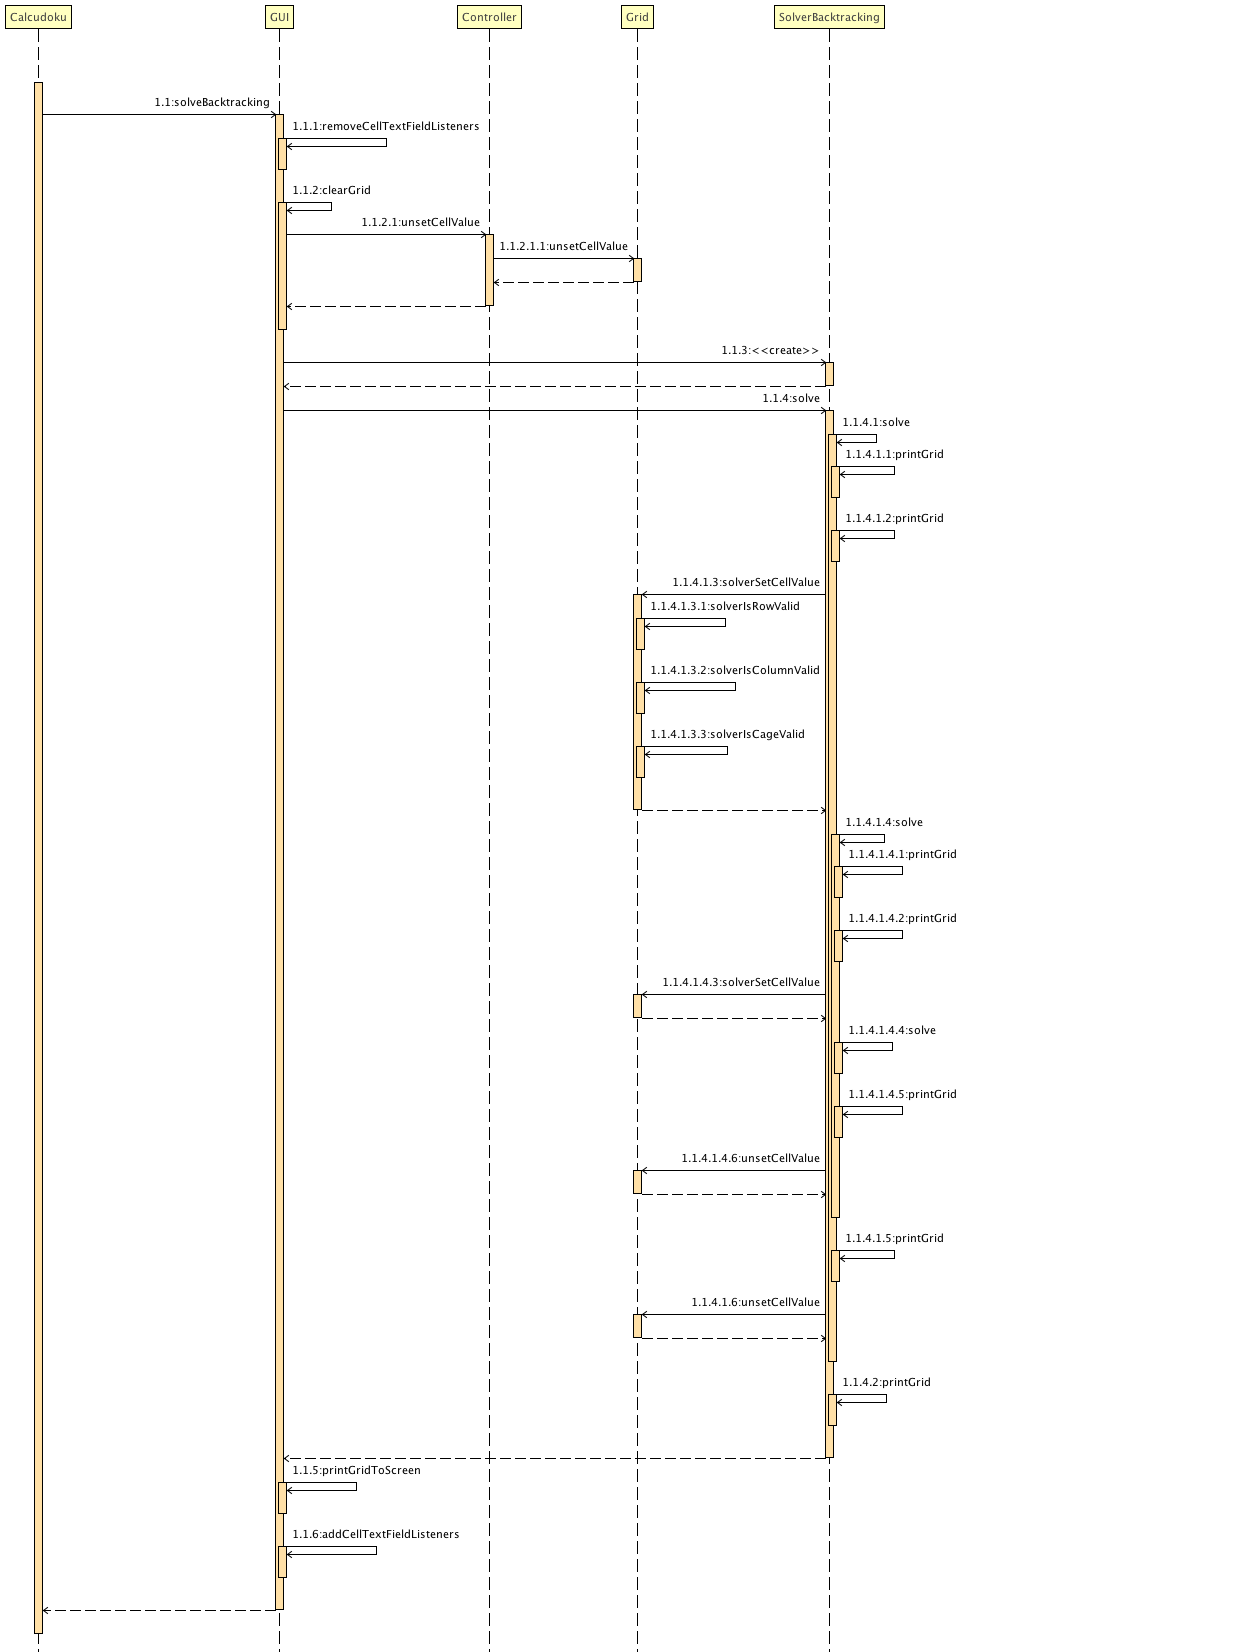 Calcudoku
GUI
Controller
Grid
SolverBacktracking
1.1:solveBacktracking
1.1.1:removeCellTextFieldListeners
1.1.2:clearGrid
1.1.2.1:unsetCellValue
1.1.2.1.1:unsetCellValue
1.1.3:<<create>>
1.1.4:solve
1.1.4.1:solve
1.1.4.1.1:printGrid
1.1.4.1.2:printGrid
1.1.4.1.3:solverSetCellValue
1.1.4.1.3.1:solverIsRowValid
1.1.4.1.3.2:solverIsColumnValid
1.1.4.1.3.3:solverIsCageValid
1.1.4.1.4:solve
1.1.4.1.4.1:printGrid
1.1.4.1.4.2:printGrid
1.1.4.1.4.3:solverSetCellValue
1.1.4.1.4.4:solve
1.1.4.1.4.5:printGrid
1.1.4.1.4.6:unsetCellValue
1.1.4.1.5:printGrid
1.1.4.1.6:unsetCellValue
1.1.4.2:printGrid
1.1.5:printGridToScreen
1.1.6:addCellTextFieldListeners